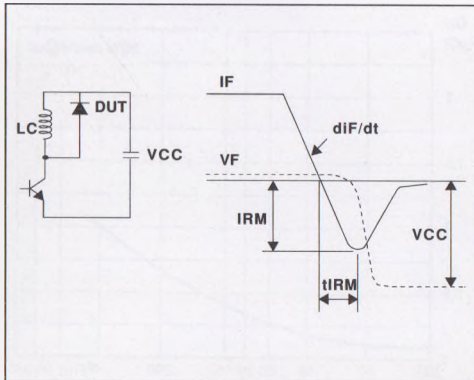 IF
DUT
diF/dt
LC
VCC
VF
IRM
VCC
tIRM